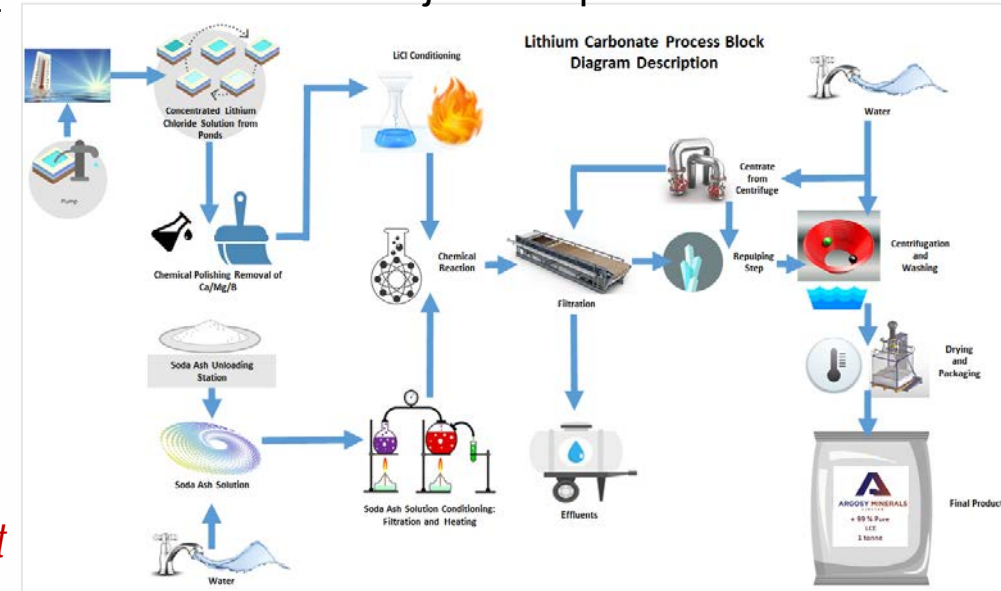 Lithium Carbonate Process Block
Diagram Description
LiCl Conditioning
Concentrated Lithium
Chloride Solution from
Ponds
Pump
Water
Centrate
from
Centrifuge
Chemical Polishing Removal of
Ca/Mg/B
Chemical
Reaction
Filtration
Repulping
Step
Centrifugation
and
Washing
Soda Ash Unloading
Station
Drying
and
Packaging
Soda Ash Solution
Soda Ash Solution Conditioning:
Filtration and Heating
Effluents
ARGOSY MINERALS
LIMITED
+ 99 % Pure
LCE
1 tonne
Final Product
Water